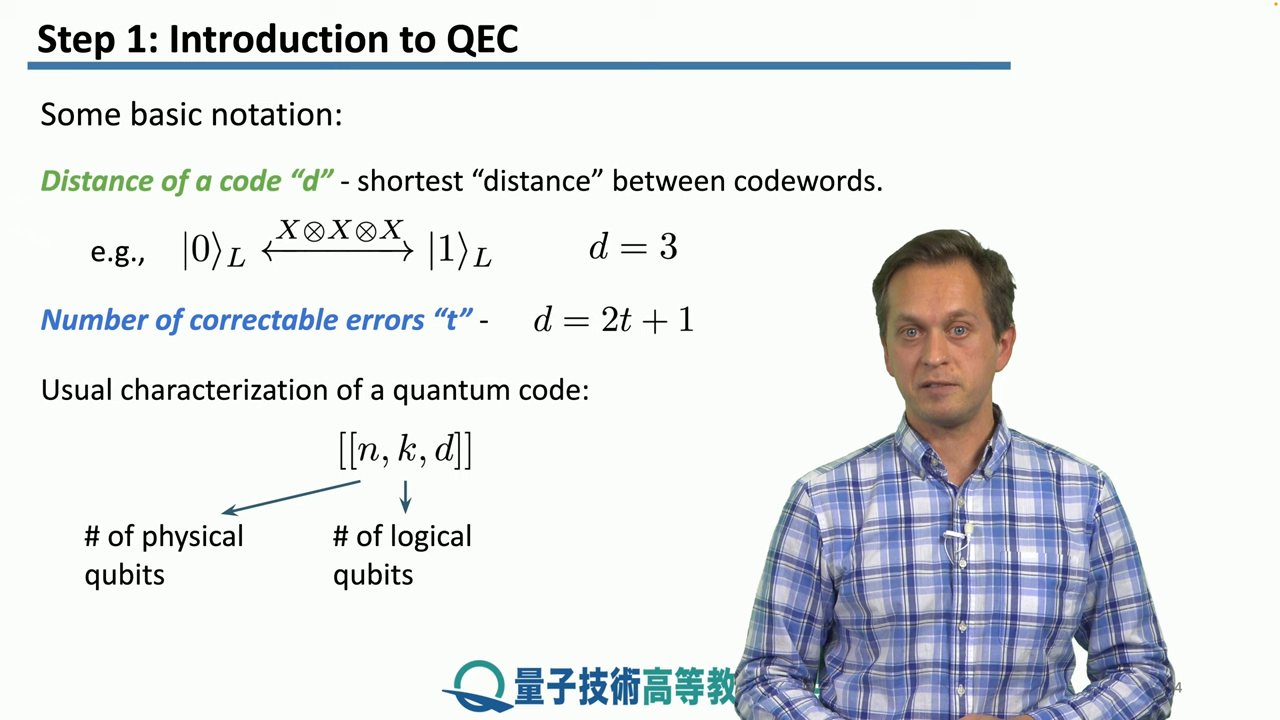 Step 1: Introduction to QEC
Some basic notation:
Distance of a code “d” - shortest “distance” between codewords.
e.g., |0⟩_L ⟷ X⊗X⊗X |1⟩_L d = 3
Number of correctable errors “t” - d = 2t + 1
Usual characterization of a quantum code:
[[n, k, d]]
# of physical qubits
# of logical qubits
量子技術高等教
4